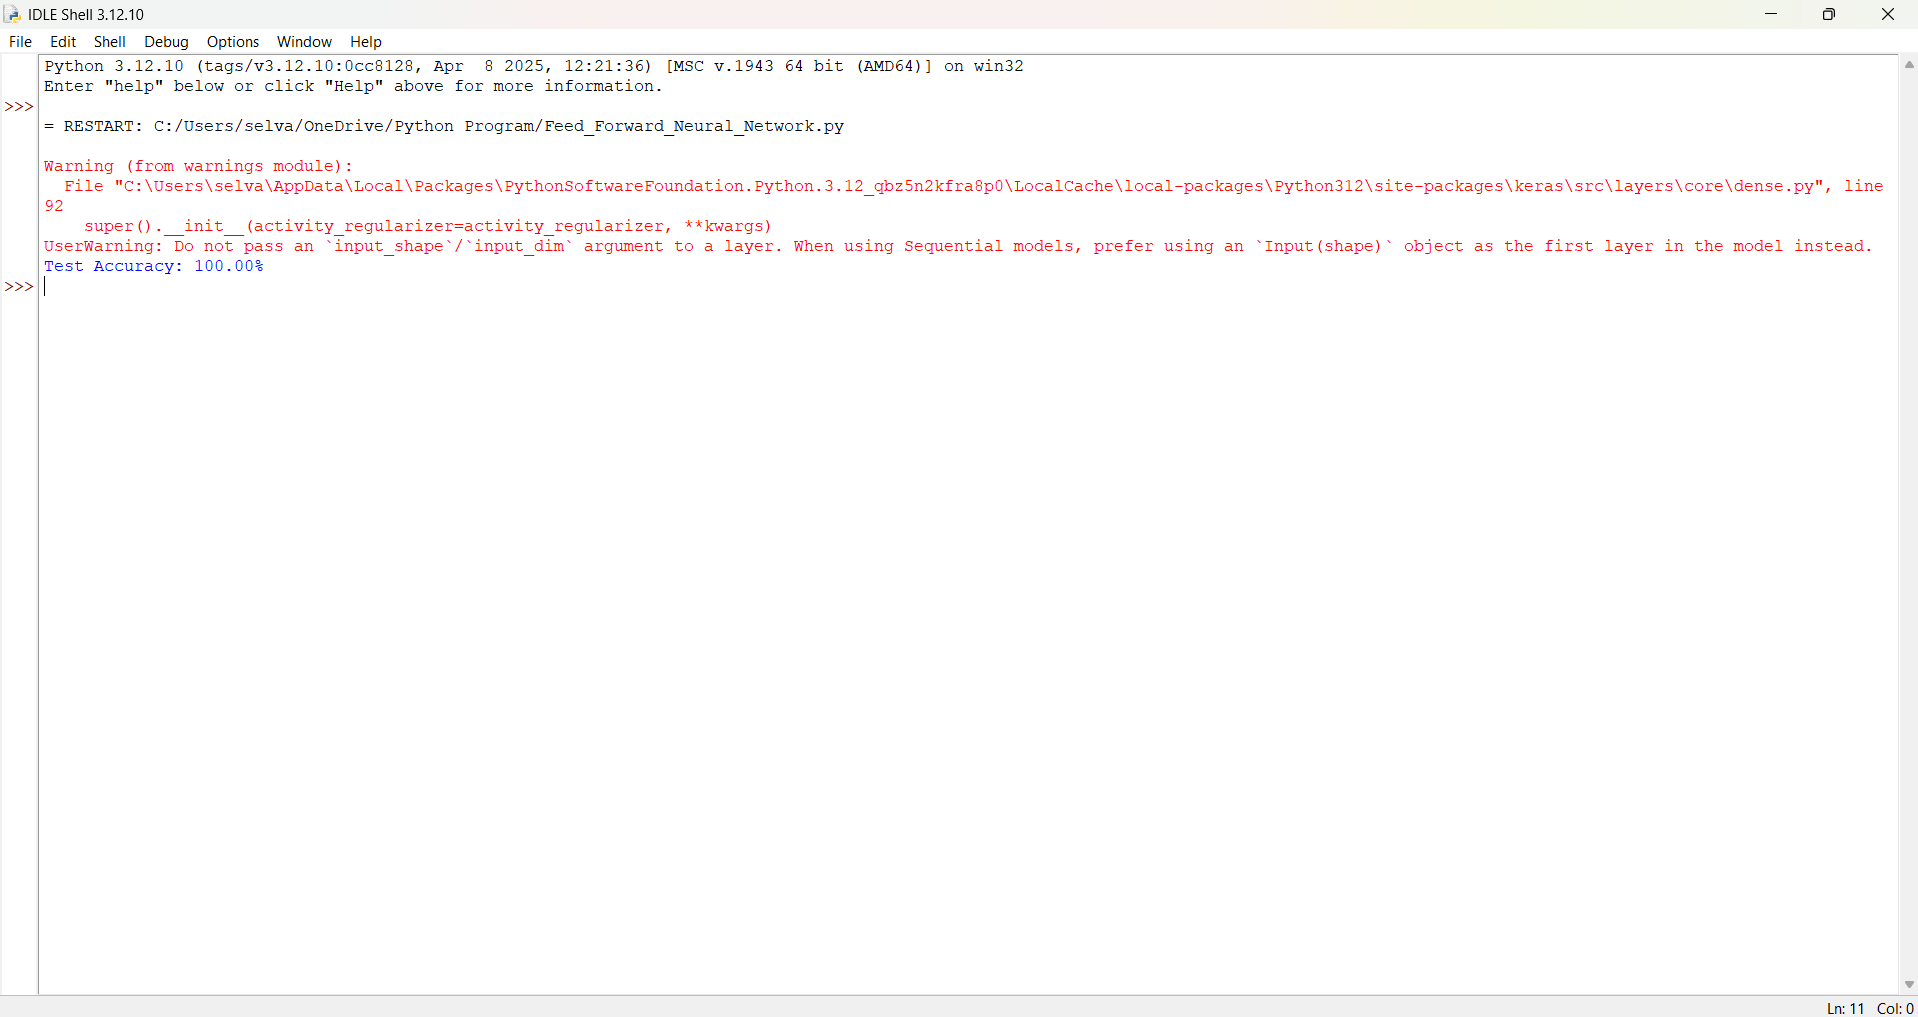 IDLE Shell 3.12.10
File Edit Shell Debug Options Window Help
Python 3.12.10 (tags/v3.12.10:0cc8128, Apr  8 2025, 12:21:36) [MSC v.1943 64 bit (AMD64)] on win32
Enter "help" below or click "Help" above for more information.
>>>
= RESTART: C:/Users/selva/OneDrive/Python Program/Feed_Forward_Neural_Network.py
Warning (from warnings module):
  File "C:\Users\selva\AppData\Local\Packages\PythonSoftwareFoundation.Python.3.12_qbz5n2kfra8p0\LocalCache\local-packages\Python312\site-packages\keras\src\layers\core\dense.py", line
92
    super().__init__(activity_regularizer=activity_regularizer, **kwargs)
UserWarning: Do not pass an `input_shape`/`input_dim` argument to a layer. When using Sequential models, prefer using an `Input(shape)` object as the first layer in the model instead.
Test Accuracy: 100.00%
>>>
Ln: 11 Col: 0